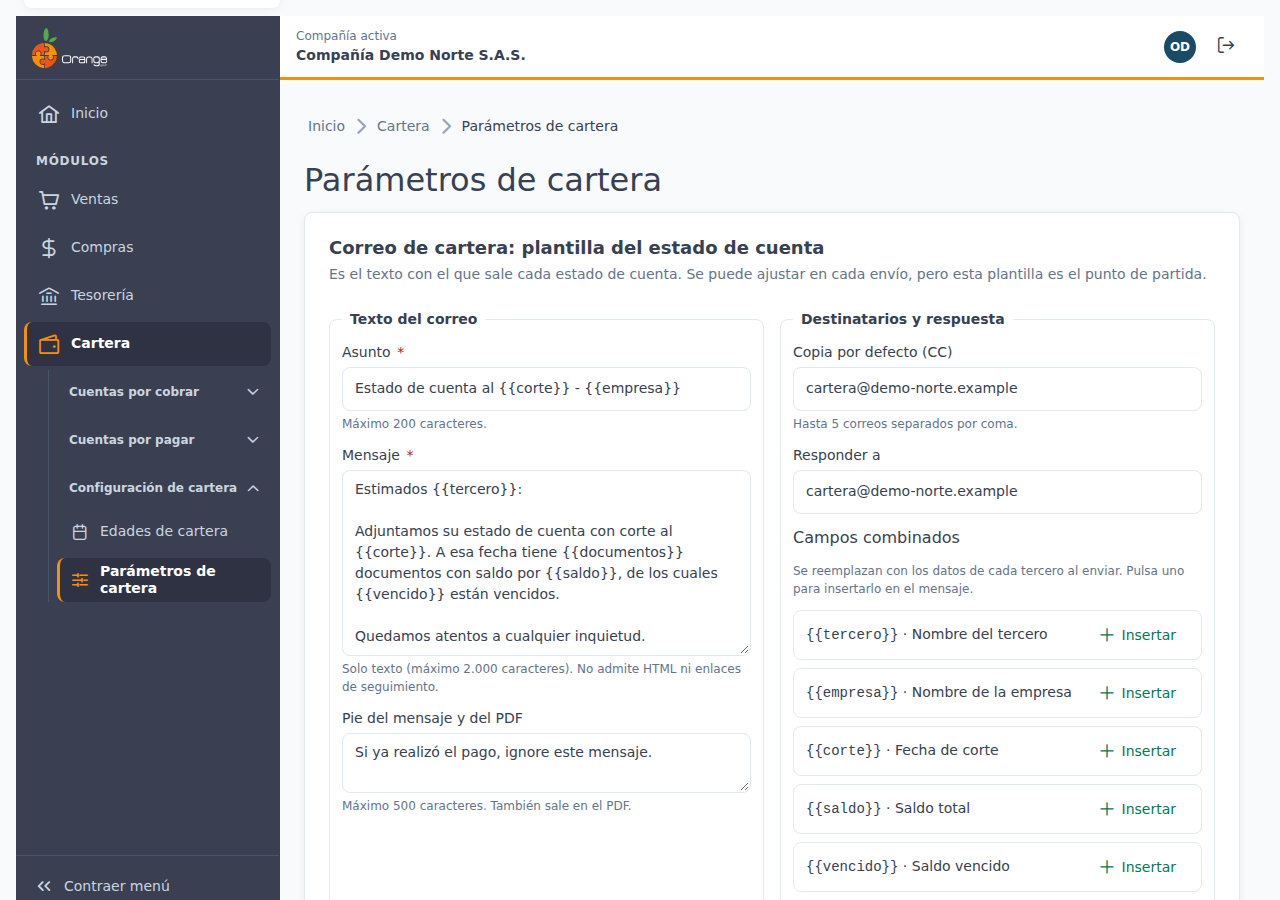 Orange
Inicio
MÓDULOS
Ventas
Compras
Tesorería
Cartera
Cuentas por cobrar
Cuentas por pagar
Configuración de cartera
Edades de cartera
Parámetros de
cartera
Contraer menú
Compañía activa
Compañía Demo Norte S.A.S.
OD
Inicio
Cartera
Parámetros de cartera
Parámetros de cartera
Correo de cartera: plantilla del estado de cuenta
Es el texto con el que sale cada estado de cuenta. Se puede ajustar en cada envío, pero esta plantilla es el punto de partida.
Texto del correo
Asunto *
Estado de cuenta al {{corte}} - {{empresa}}
Máximo 200 caracteres.
Mensaje *
Estimados {{tercero}}:
Adjuntamos su estado de cuenta con corte al
{{corte}}. A esa fecha tiene {{documentos}}
documentos con saldo por {{saldo}}, de los cuales
{{vencido}} están vencidos.
Quedamos atentos a cualquier inquietud.
Solo texto (máximo 2.000 caracteres). No admite HTML ni enlaces
de seguimiento.
Pie del mensaje y del PDF
Si ya realizó el pago, ignore este mensaje.
Máximo 500 caracteres. También sale en el PDF.
Destinatarios y respuesta
Copia por defecto (CC)
cartera@demo-norte.example
Hasta 5 correos separados por coma.
Responder a
cartera@demo-norte.example
Campos combinados
Se reemplazan con los datos de cada tercero al enviar. Pulsa uno
para insertarlo en el mensaje.
{{tercero}} · Nombre del tercero
Insertar
{{empresa}} · Nombre de la empresa
Insertar
{{corte}} · Fecha de corte
Insertar
{{saldo}} · Saldo total
Insertar
{{vencido}} · Saldo vencido
Insertar